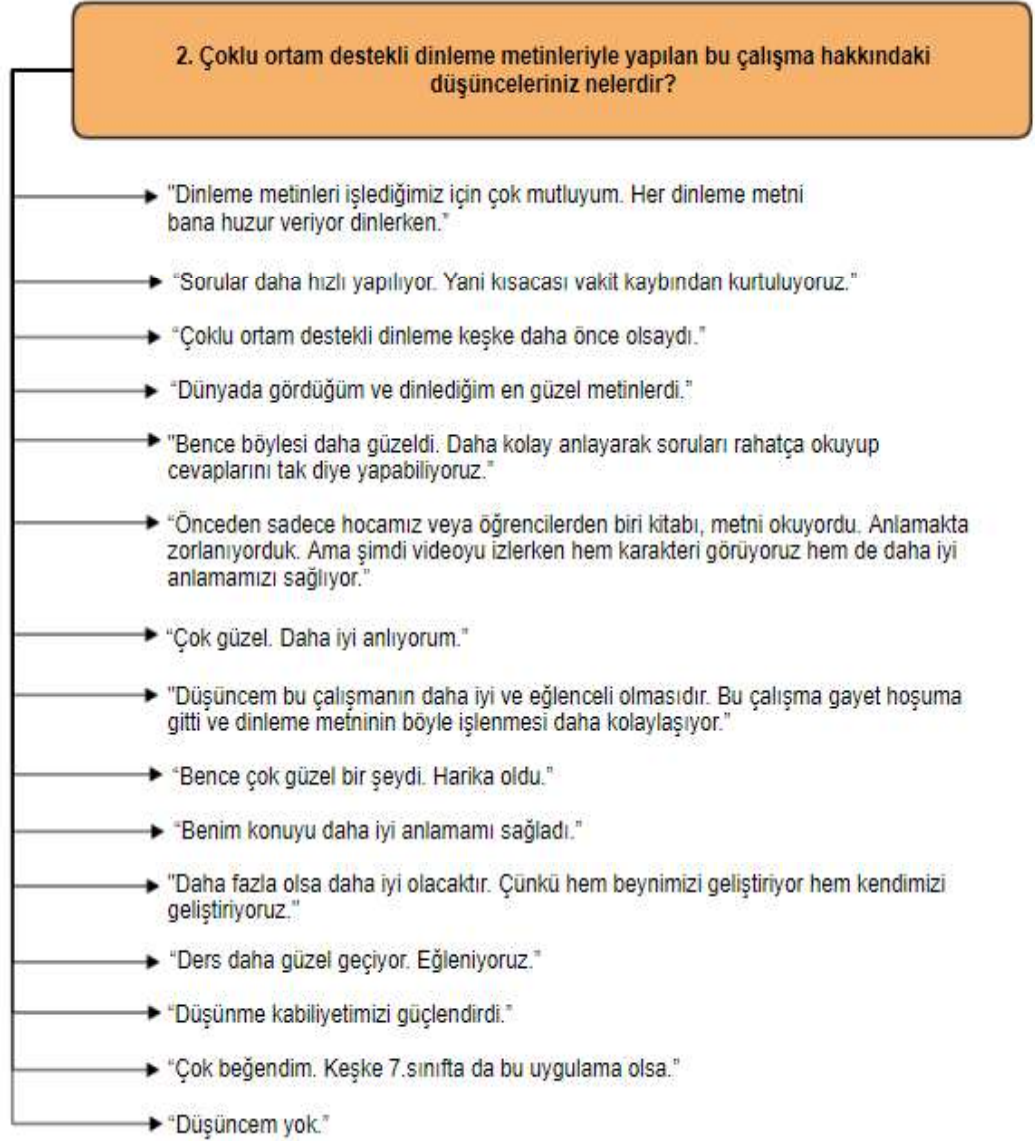 2. Çoklu ortam destekli dinleme metinleriyle yapılan bu çalışma hakkındaki
düşünceleriniz nelerdir?
"Dinleme metinleri işlediğimiz için çok mutluyum. Her dinleme metni
bana huzur veriyor dinlerken.”
“Sorular daha hızlı yapılıyor. Yani kısacası vakit kaybından kurtuluyoruz.”
“Çoklu ortam destekli dinleme keşke daha önce olsaydı.”
“Dünyada gördüğüm ve dinlediğim en güzel metinlerdi.”
"Bence böylesi daha güzeldi. Daha kolay anlayarak soruları rahatça okuyup
cevaplarını tak diye yapabiliyoruz.”
“Önceden sadece hocamız veya öğrencilerden biri kitabı, metni okuyordu. Anlamakta
zorlanıyorduk. Ama şimdi videoyu izlerken hem karakteri görüyoruz hem de daha iyi
anlamamızı sağlıyor.”
“Çok güzel. Daha iyi anlıyorum.”
"Düşüncem bu çalışmanın daha iyi ve eğlenceli olmasıdır. Bu çalışma gayet hoşuma
gitti ve dinleme metninin böyle işlenmesi daha kolaylaşıyor.”
“Bence çok güzel bir şeydi. Harika oldu.”
“Benim konuyu daha iyi anlamamı sağladı.”
"Daha fazla olsa daha iyi olacaktır. Çünkü hem beynimizi geliştiriyor hem kendimizi
geliştiriyoruz.”
“Ders daha güzel geçiyor. Eğleniyoruz.”
“Düşünme kabiliyetimizi güçlendirdi.”
“Çok beğendim. Keşke 7.sınıfta da bu uygulama olsa.”
“Düşüncem yok.”